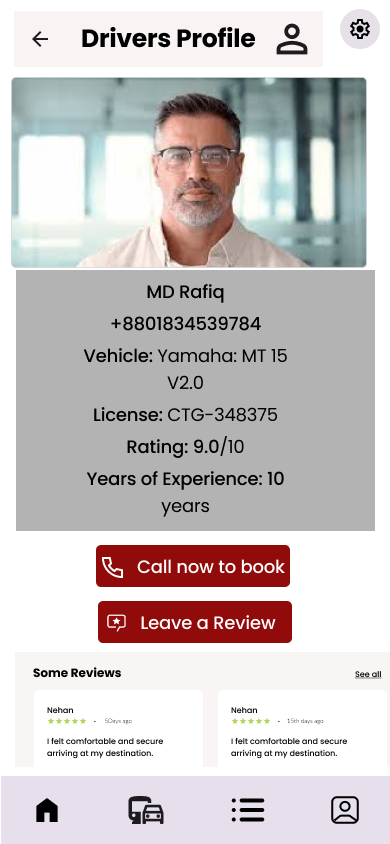 Drivers Profile
MD Rafiq
+8801834539784
Vehicle: Yamaha: MT 15
V2.0
License: CTG-348375
Rating: 9.0/10
Years of Experience: 10
years
Call now to book
Leave a Review
Some Reviews
See all
Nehan
5Days ago
I felt comfortable and secure
arriving at my destination.
Nehan
15th days ago
I felt comfortable and secure
arriving at my destination.